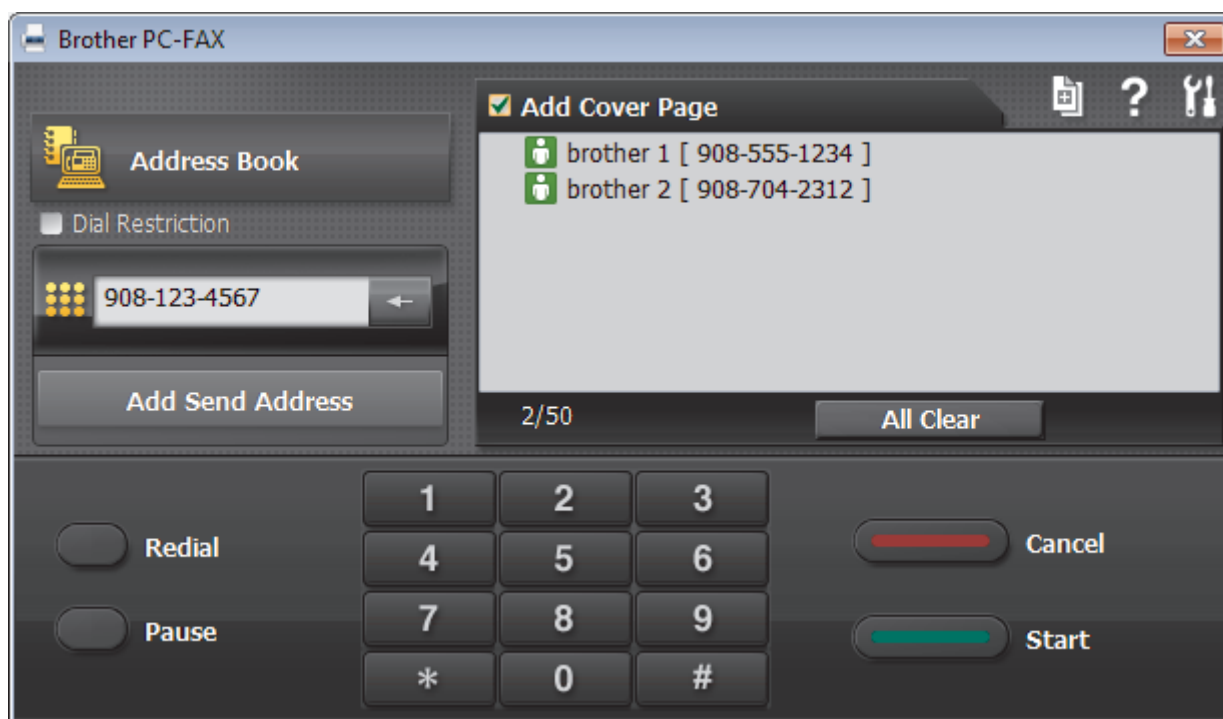 Brother PC-FAX
Address Book
Dial Restriction
908-123-4567
Add Send Address
Add Cover Page
?
brother 1 [ 908-555-1234 ]
brother 2 [ 908-704-2312 ]
2/50
All Clear
Redial
Pause
1 2 3
4 5 6
7 8 9
* 0 #
Cancel
Start